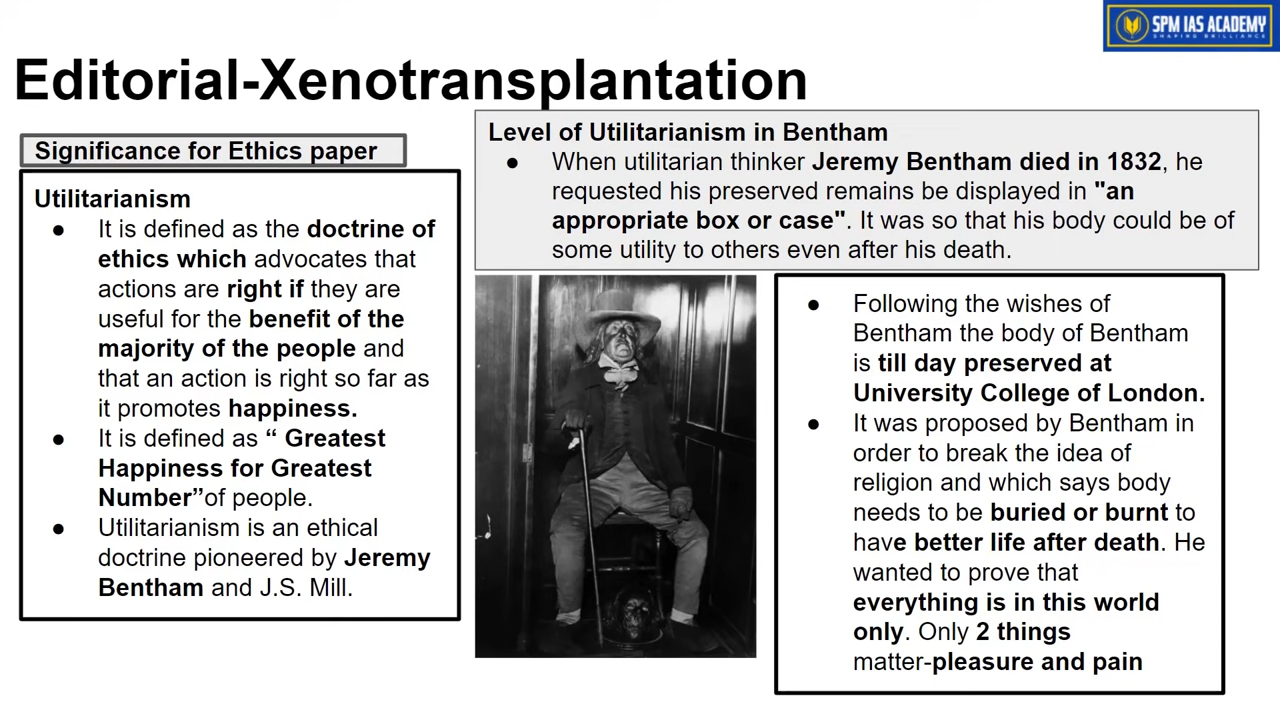 SPM IAS ACADEMY
SHAPING BRILLIANCE
Editorial-Xenotransplantation
Significance for Ethics paper
Utilitarianism
● It is defined as the doctrine of
ethics which advocates that
actions are right if they are
useful for the benefit of the
majority of the people and
that an action is right so far as
it promotes happiness.
● It is defined as “ Greatest
Happiness for Greatest
Number”of people.
● Utilitarianism is an ethical
doctrine pioneered by Jeremy
Bentham and J.S. Mill.
Level of Utilitarianism in Bentham
● When utilitarian thinker Jeremy Bentham died in 1832, he
requested his preserved remains be displayed in "an
appropriate box or case". It was so that his body could be of
some utility to others even after his death.
● Following the wishes of
Bentham the body of Bentham
is till day preserved at
University College of London.
● It was proposed by Bentham in
order to break the idea of
religion and which says body
needs to be buried or burnt to
have better life after death. He
wanted to prove that
everything is in this world
only. Only 2 things
matter-pleasure and pain